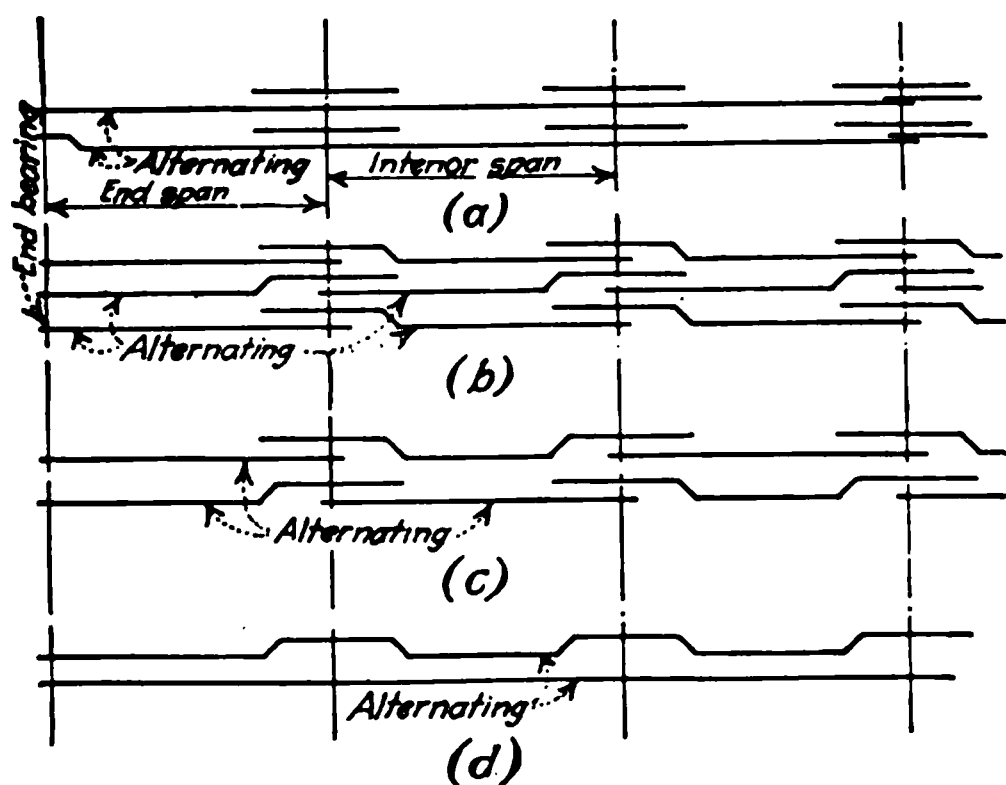 End bearing
Alternating
Interior span
End span
(a)
Alternating
(b)
Alternating
(c)
Alternating
(d)